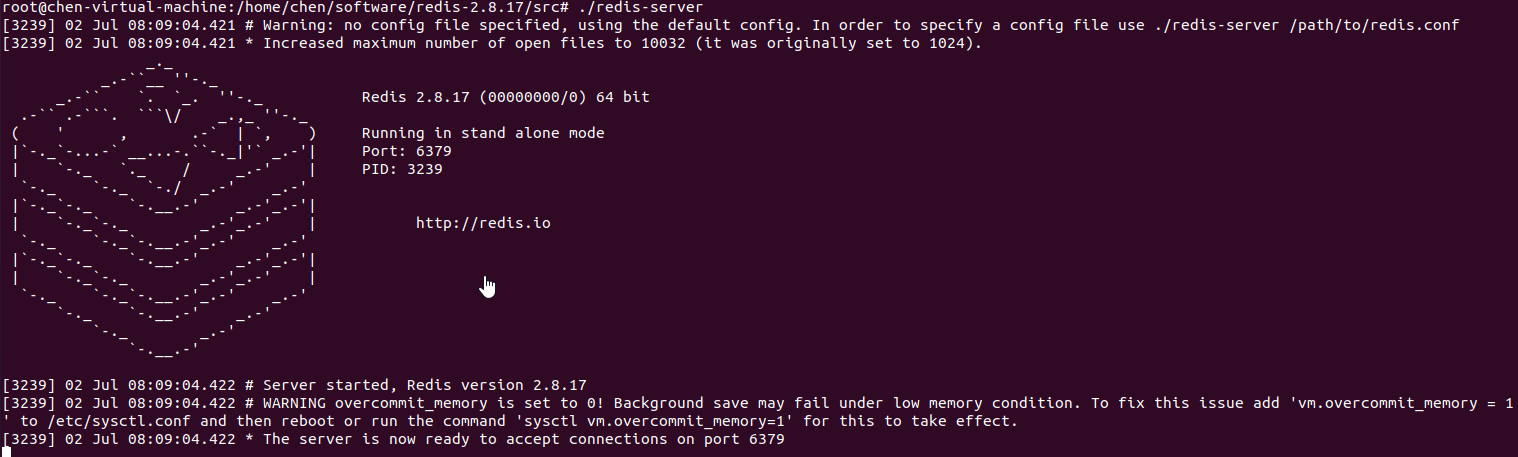 root@chen-virtual-machine:/home/chen/software/redis-2.8.17/src# ./redis-server
[3239] 02 Jul 08:09:04.421 # Warning: no config file specified, using the default config. In order to specify a config file use ./redis-server /path/to/redis.conf
[3239] 02 Jul 08:09:04.421 * Increased maximum number of open files to 10032 (it was originally set to 1024).
Redis 2.8.17 (00000000/0) 64 bit
Running in stand alone mode
Port: 6379
PID: 3239
http://redis.io
[3239] 02 Jul 08:09:04.422 # Server started, Redis version 2.8.17
[3239] 02 Jul 08:09:04.422 # WARNING overcommit_memory is set to 0! Background save may fail under low memory condition. To fix this issue add 'vm.overcommit_memory = 1
' to /etc/sysctl.conf and then reboot or run the command 'sysctl vm.overcommit_memory=1' for this to take effect.
[3239] 02 Jul 08:09:04.422 * The server is now ready to accept connections on port 6379